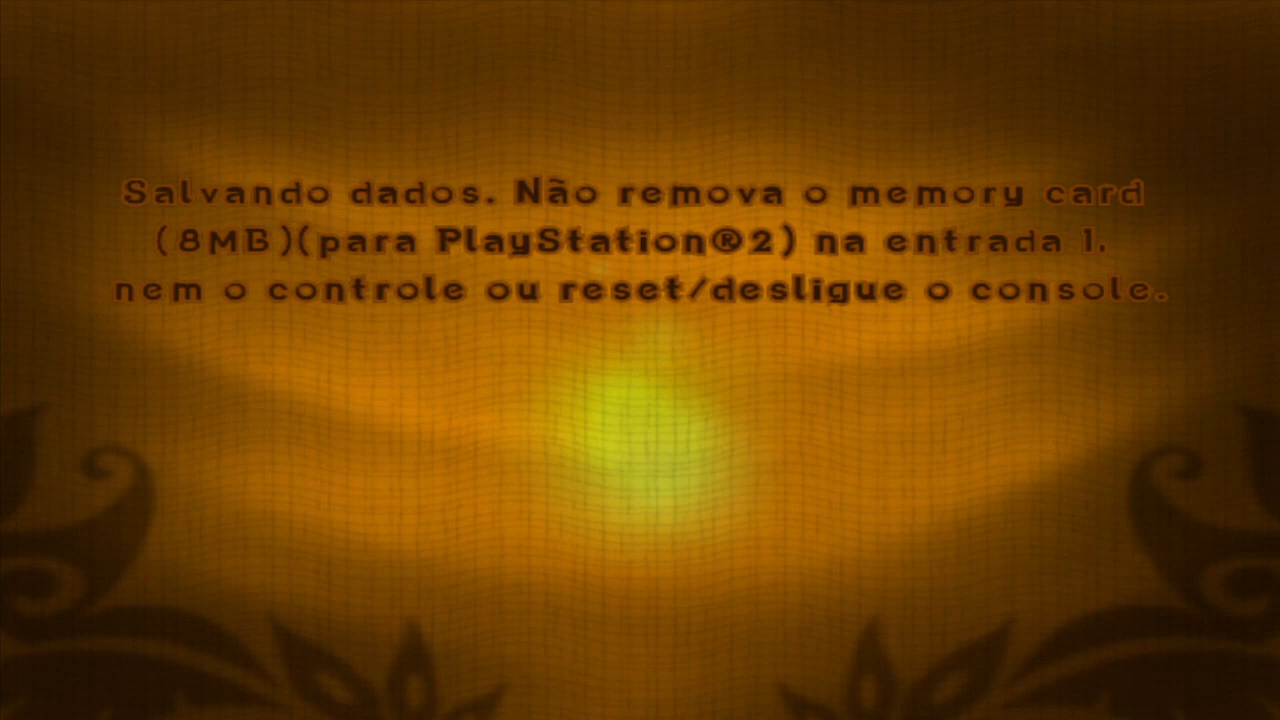 Salvando dados. Não remova o memory card
(8MB)(para PlayStation®2) na entrada 1.
nem o controle ou reset/desligue o console.